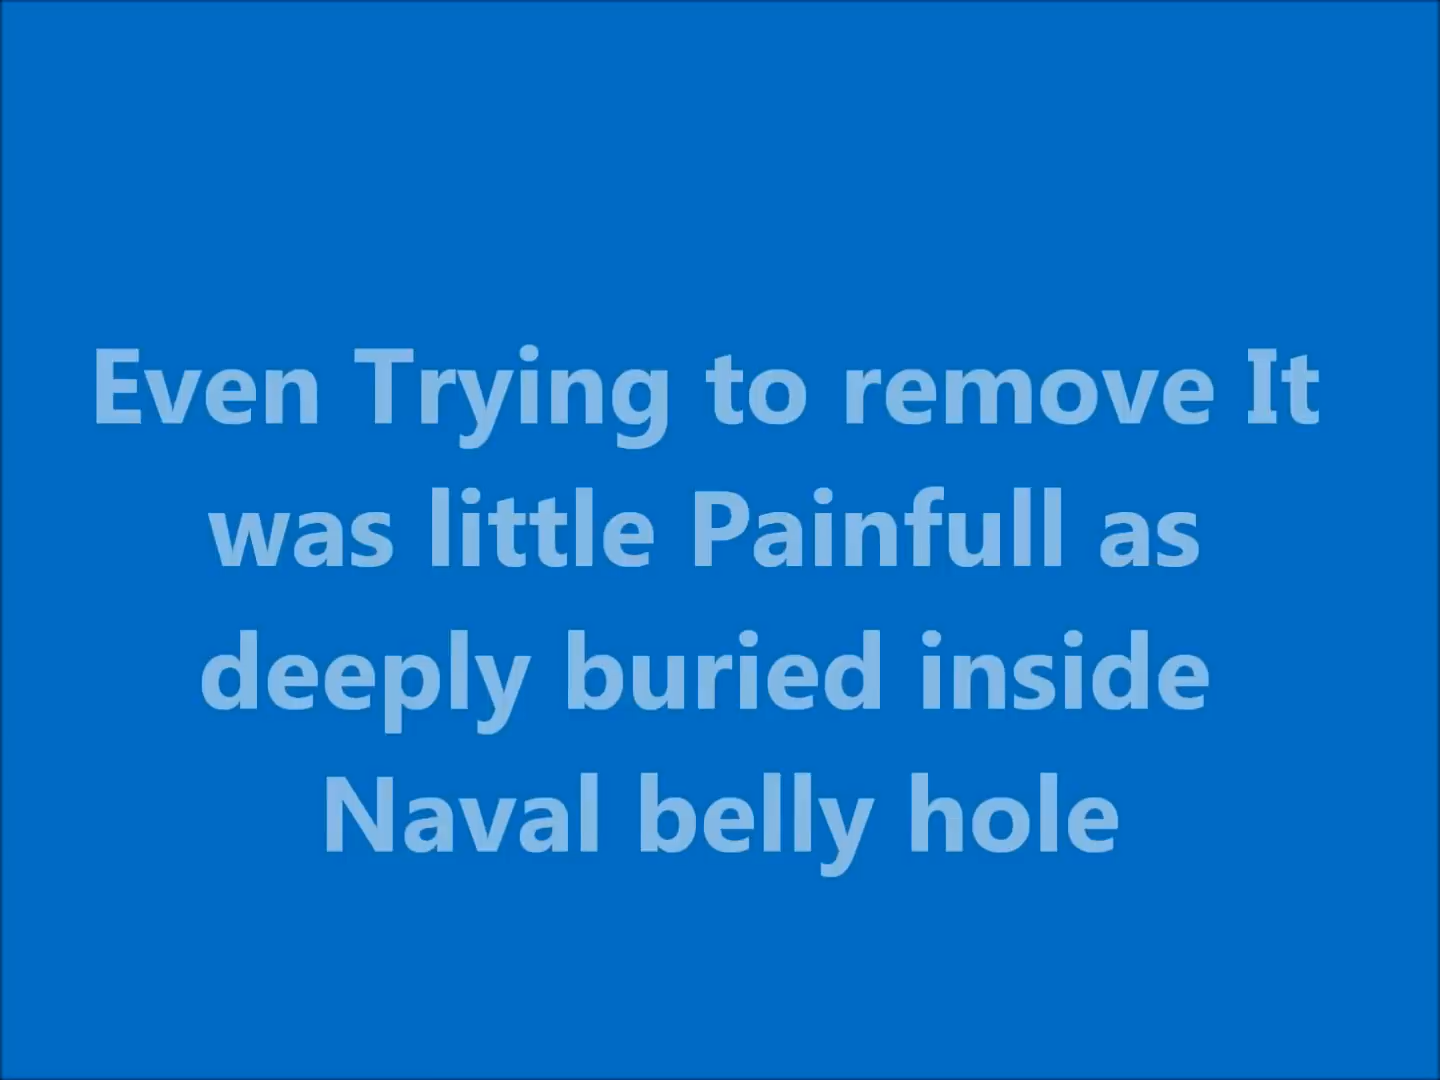 Even Trying to remove It
was little Painfull as
deeply buried inside
Naval belly hole